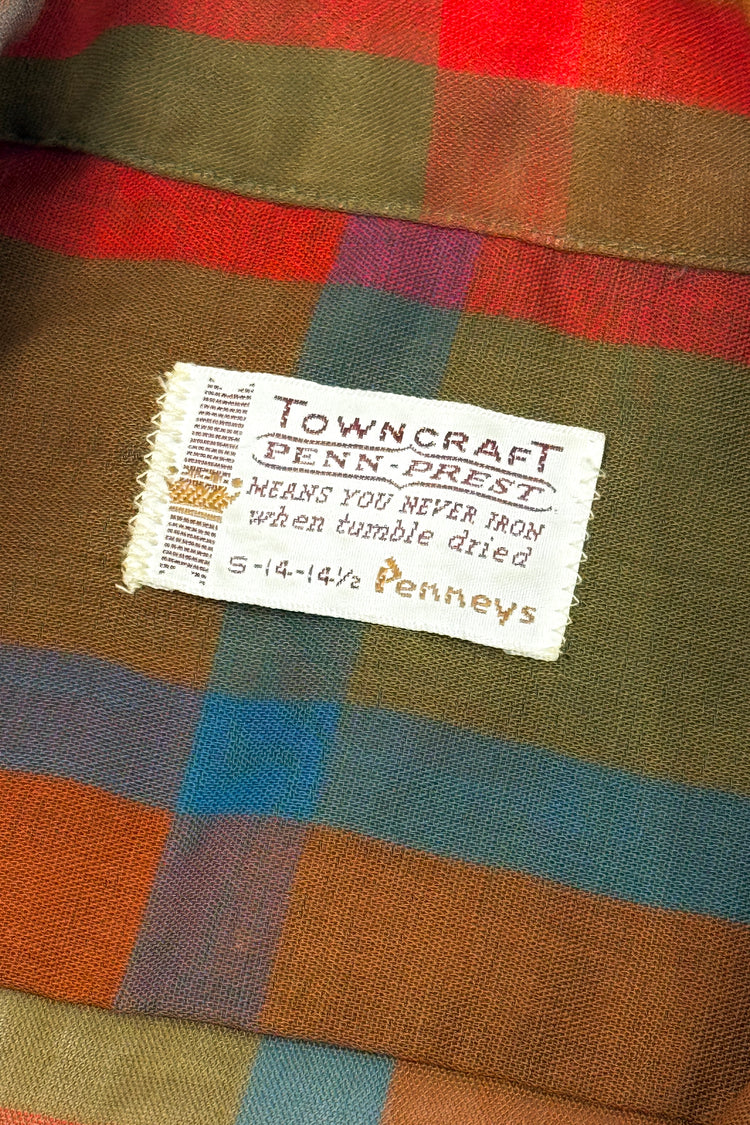 TOWNCRAFT
PENN-PREST
MEANS YOU NEVER IRON
when tumble dried
S-14-14½ Penneys